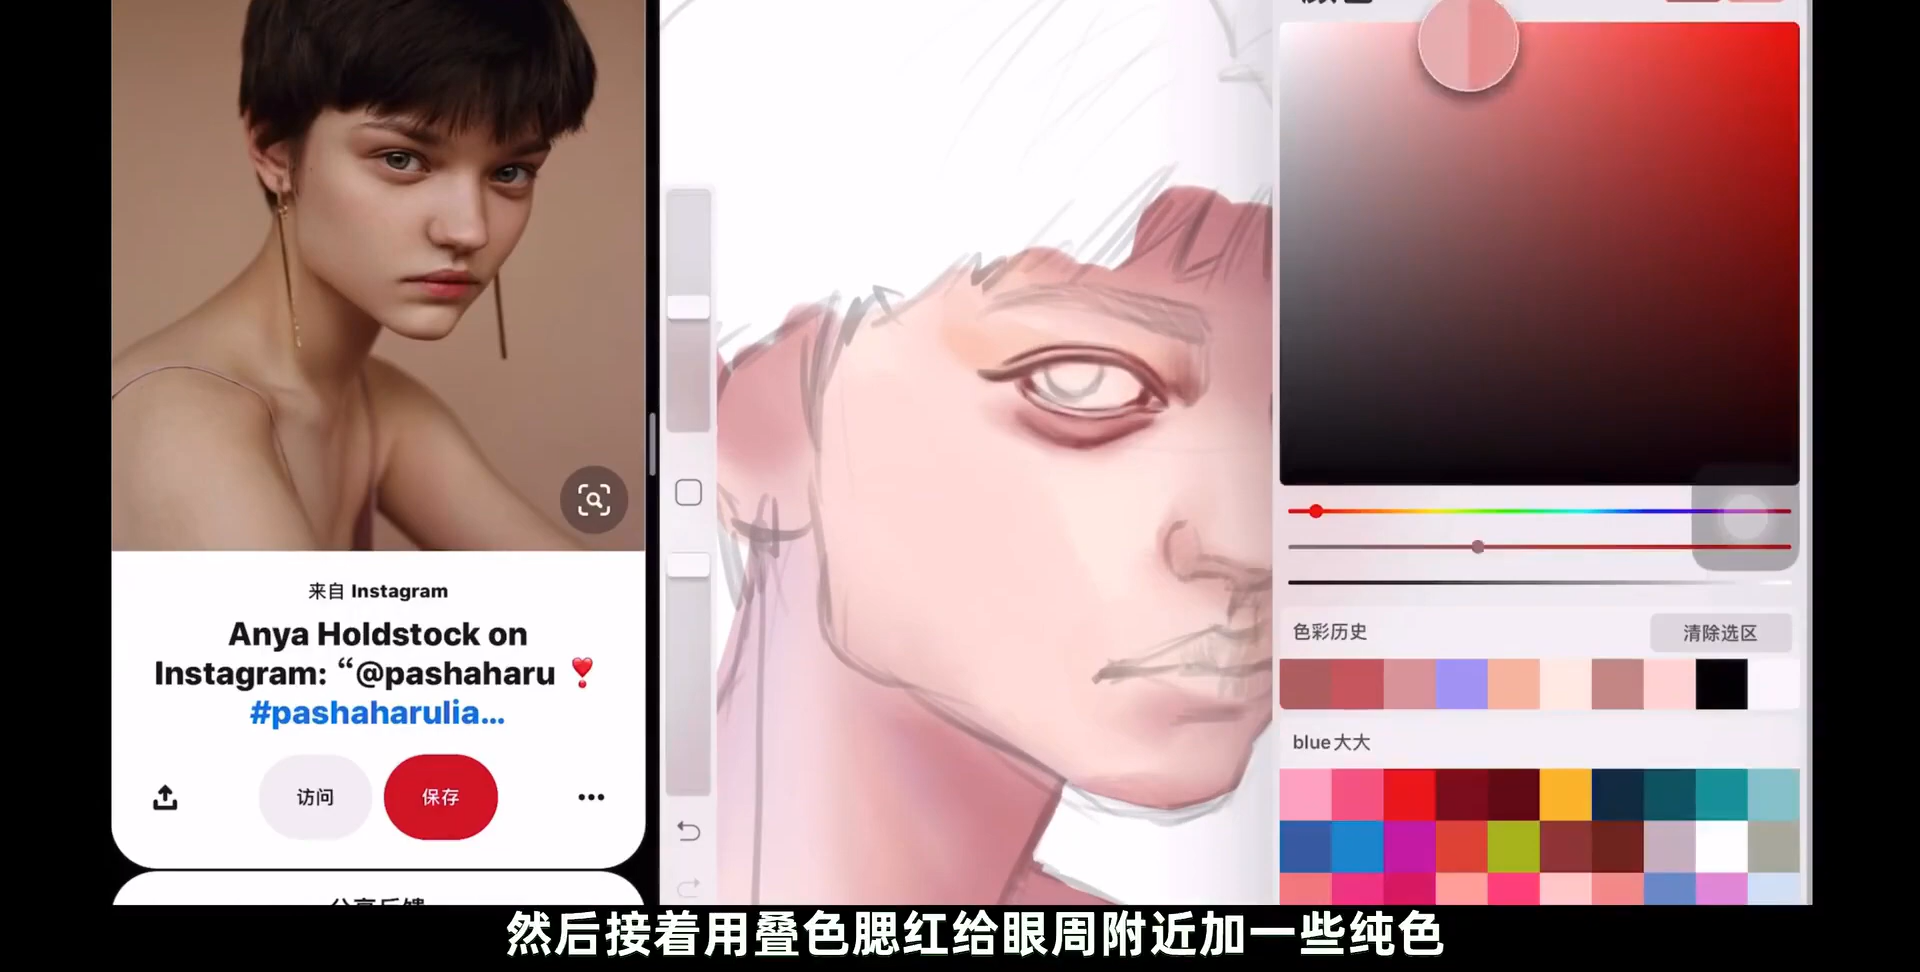 来自 Instagram
Anya Holdstock on
Instagram: “@pashaharu ❣️
#pashaharulia...
访问
保存
色彩历史
清除选区
blue大大
然后接着用叠色腮红给眼周附近加一些纯色